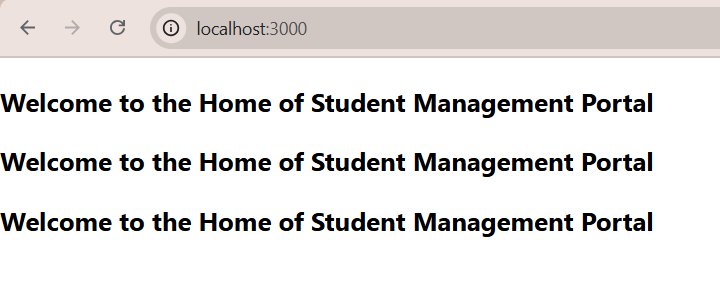 localhost:3000
Welcome to the Home of Student Management Portal
Welcome to the Home of Student Management Portal
Welcome to the Home of Student Management Portal